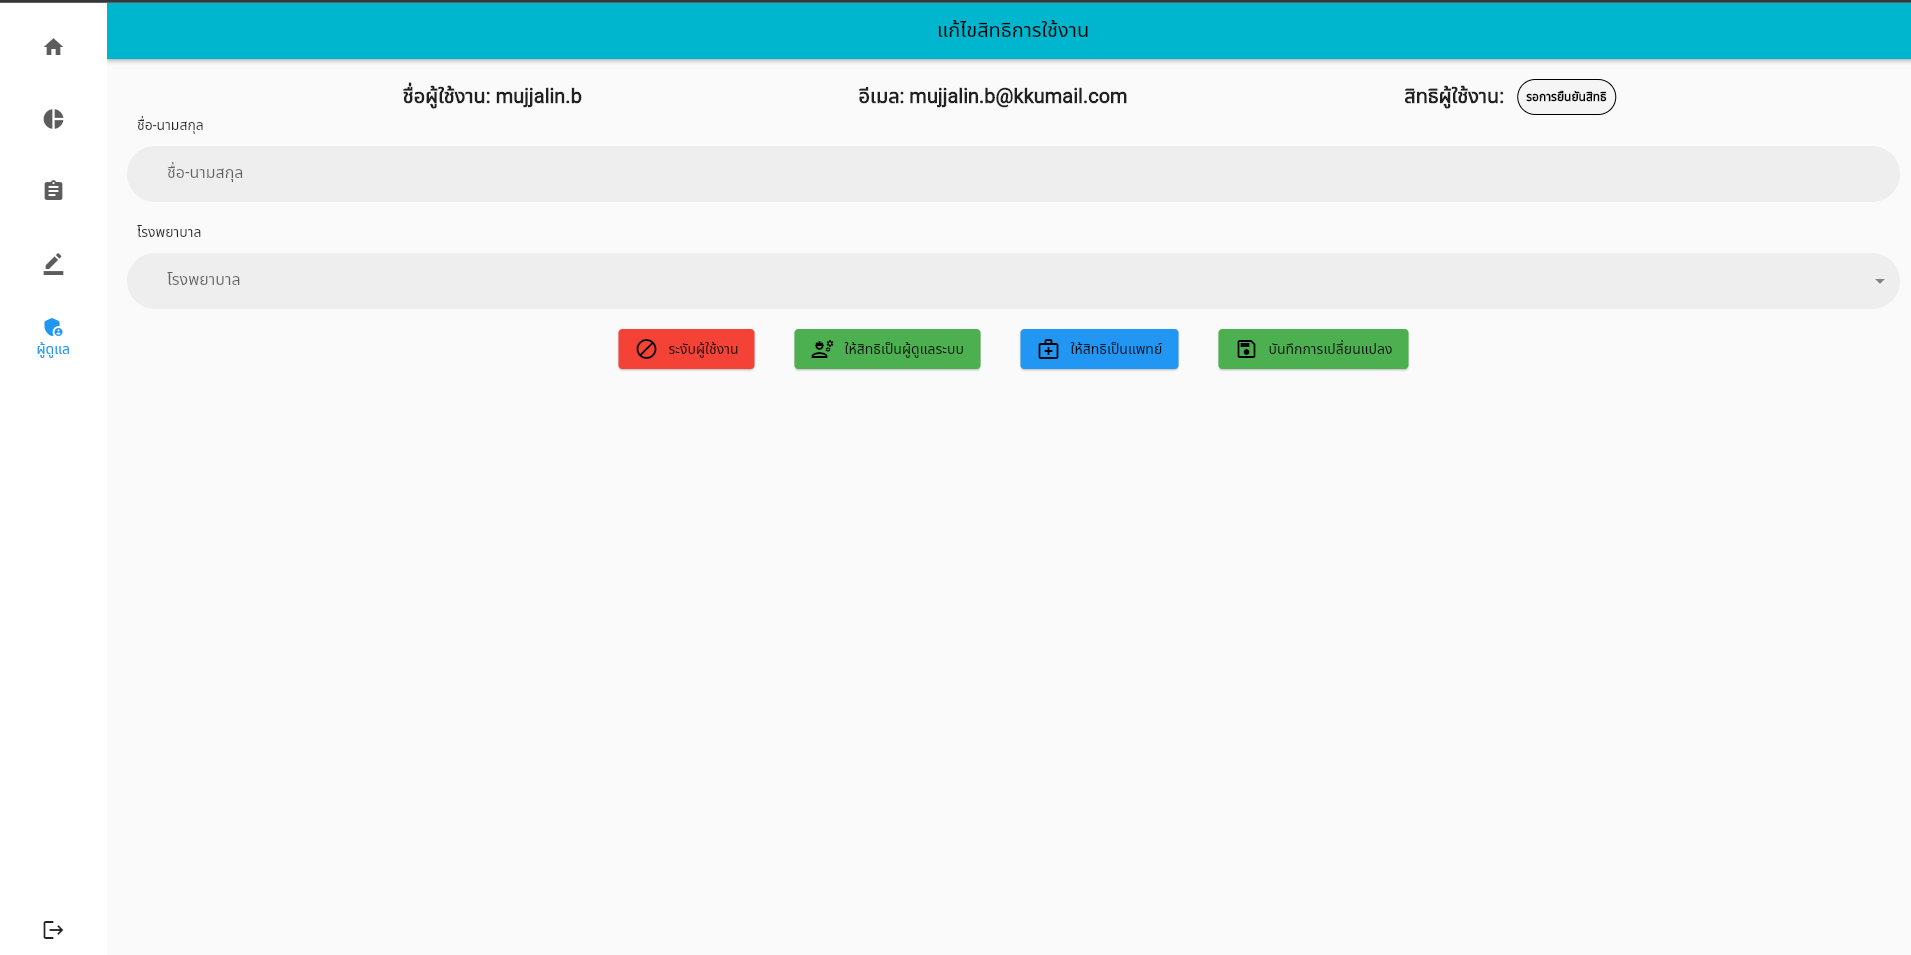 แก้ไขสิทธิการใช้งาน
ชื่อผู้ใช้งาน: mujjalin.b
อีเมล: mujjalin.b@kkumail.com
สิทธิผู้ใช้งาน: รอการยืนยันสิทธิ
ชื่อ-นามสกุล
ชื่อ-นามสกุล
โรงพยาบาล
โรงพยาบาล
ระงับผู้ใช้งาน
ให้สิทธิเป็นผู้ดูแลระบบ
ให้สิทธิเป็นแพทย์
บันทึกการเปลี่ยนแปลง
ผู้ดูแล